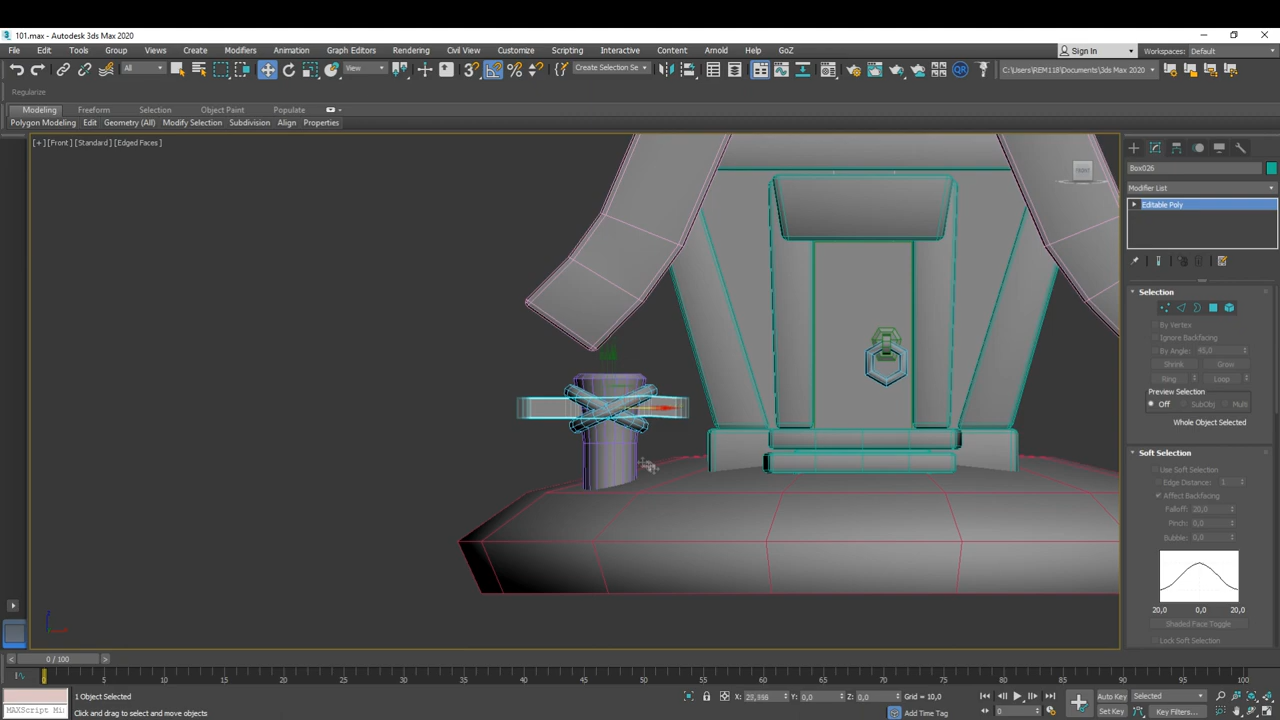 101.max - Autodesk 3ds Max 2020
File Edit Tools Group Views Create Modifiers Animation Graph Editors Rendering Civil View Customize Scripting Interactive Content Arnold Help GoZ Sign In Workspaces: Default
All View Create Selection Se C:\Users\REM118\Documents\3ds Max 2020
Regularize
Modeling Freeform Selection Object Paint Populate
Polygon Modeling Edit Geometry (All) Modify Selection Subdivision Align Properties
[+] [Front] [Standard] [Edged Faces]
FRONT
Box026
Modifier List
Editable Poly
Selection
By Vertex
Ignore Backfacing
By Angle: 45,0
Shrink Grow
Ring Loop
Preview Selection
Off SubObj Multi
Whole Object Selected
Soft Selection
Use Soft Selection
Edge Distance: 1
Affect Backfacing
Falloff: 20,0
Pinch: 0,0
Bubble: 0,0
20,0 0,0 20,0
Shaded Face Toggle
Lock Soft Selection
0 / 100
0 5 10 15 20 25 30 35 40 45 50 55 60 65 70 75 80 85 90 95 100
1 Object Selected X: 23,356 Y: 0,0 Z: 0,0 Grid = 10,0 Auto Key Selected
MAXScript Mi Click and drag to select and move objects Add Time Tag 0 Set Key Key Filters...